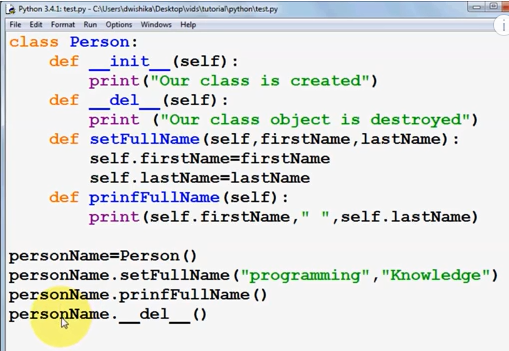 Python 3.4.1: test.py - C:\Users\dwishika\Desktop\vids\tutorial\python\test.py
File Edit Format Run Options Windows Help
class Person:
    def __init__(self):
        print("Our class is created")
    def __del__(self):
        print ("Our class object is destroyed")
    def setFullName(self,firstName,lastName):
        self.firstName=firstName
        self.lastName=lastName
    def prinfFullName(self):
        print(self.firstName," ",self.lastName)
personName=Person()
personName.setFullName("programming","Knowledge")
personName.prinfFullName()
personName.__del__()